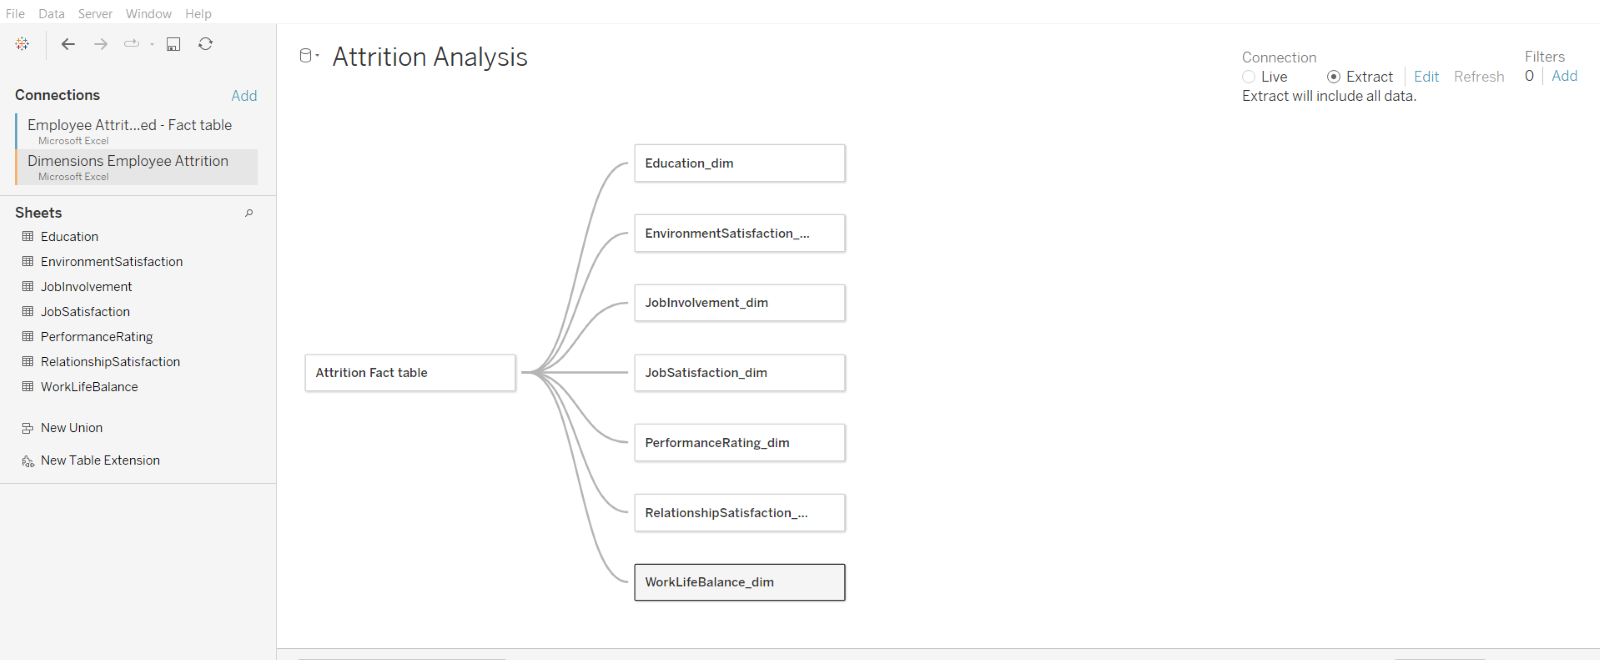 File Data Server Window Help
Attrition Analysis
Connection
Live Extract Edit Refresh
Extract will include all data.
Filters
0 Add
Connections Add
Employee Attrit...ed - Fact table
Microsoft Excel
Dimensions Employee Attrition
Microsoft Excel
Sheets
Education
EnvironmentSatisfaction
JobInvolvement
JobSatisfaction
PerformanceRating
RelationshipSatisfaction
WorkLifeBalance
New Union
New Table Extension
Attrition Fact table
Education_dim
EnvironmentSatisfaction_...
JobInvolvement_dim
JobSatisfaction_dim
PerformanceRating_dim
RelationshipSatisfaction_...
WorkLifeBalance_dim